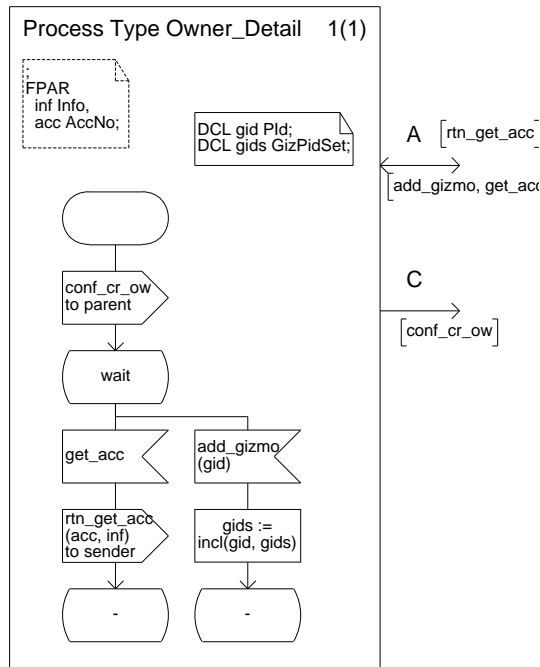 Process Type Owner_Detail 1(1)
;
FPAR
inf Info,
acc AccNo;
DCL gid PId;
DCL gids GizPidSet;
A
[rtn_get_acc]
[add_gizmo, get_acc
conf_cr_ow
to parent
C
[conf_cr_ow]
wait
get_acc
add_gizmo
(gid)
rtn_get_acc
(acc, inf)
to sender
gids :=
incl(gid, gids)
-
-